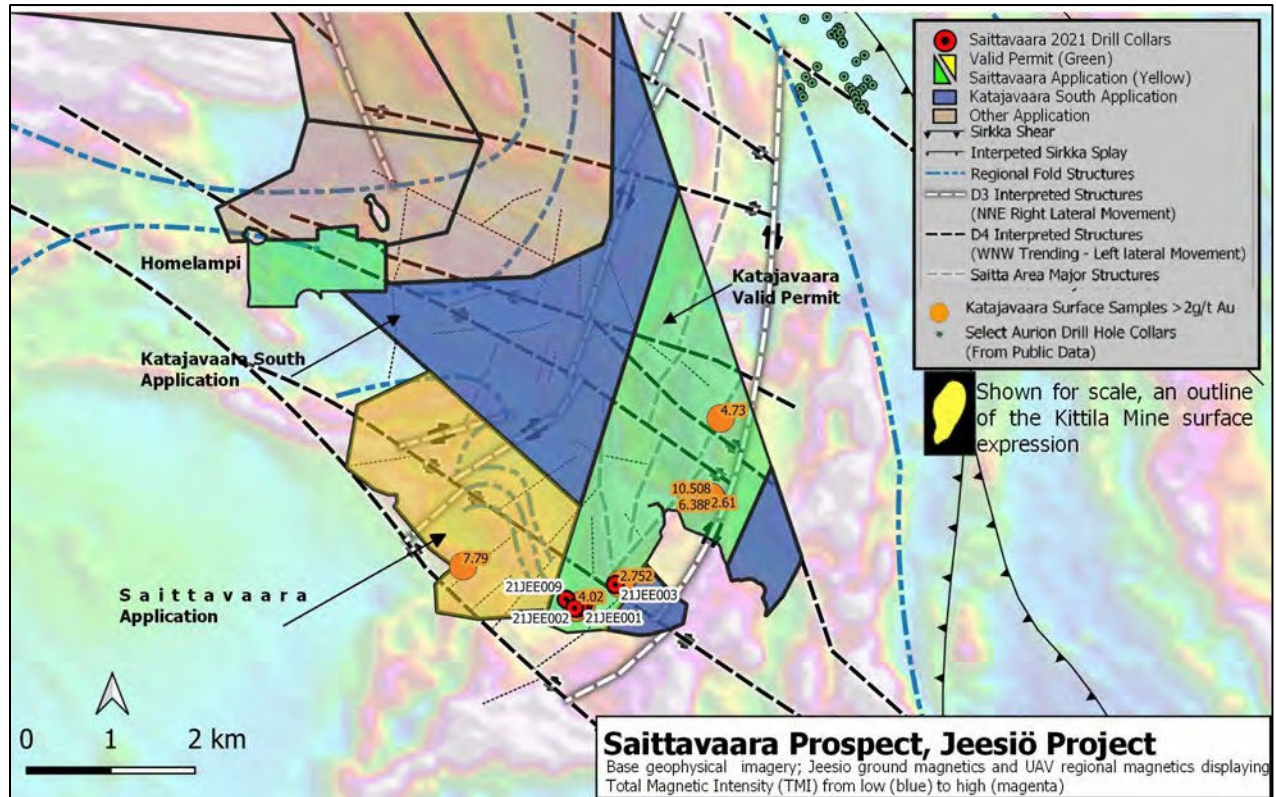 Saittavaara 2021 Drill Collars
Valid Permit (Green)
Saittavaara Application (Yellow)
Katajavaara South Application
Other Application
Sirkka Shear
Interpeted Sirkka Splay
Regional Fold Structures
D3 Interpreted Structures
(NNE Right Lateral Movement)
D4 Interpreted Structures
(WNW Trending - Left lateral Movement)
Saitta Area Major Structures
Katajavaara Surface Samples >2g/t Au
Select Aurion Drill Hole Collars
(From Public Data)
Shown for scale, an outline
of the Kittila Mine surface
expression
Homelampi
Katajavaara
Valid Permit
Katajavaara South
Application
4.73
10.508
6.388
2.61
7.79
Saittavaara
Application
21JEE009
4.02
2.752
21JEE003
21JEE002
21JEE001
0 1 2 km
Saittavaara Prospect, Jeesiö Project
Base geophysical imagery; Jeesio ground magnetics and UAV regional magnetics displaying
Total Magnetic Intensity (TMI) from low (blue) to high (magenta)